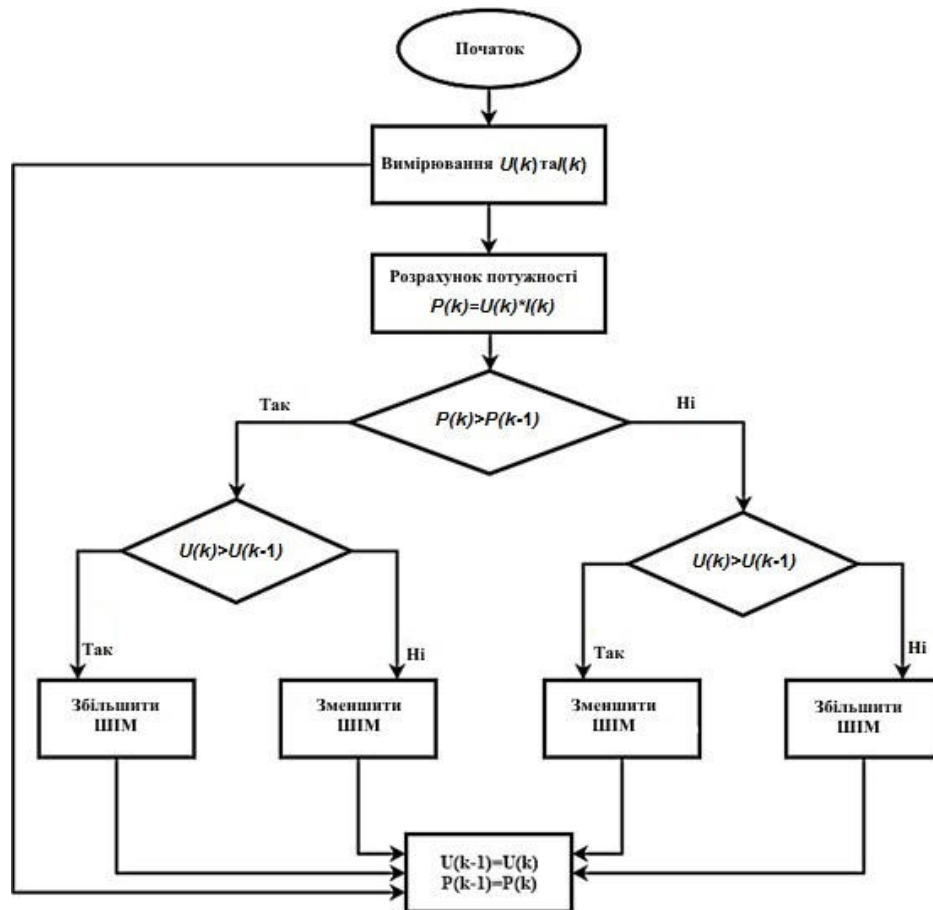 Початок
Вимірювання U(k) таI(k)
Розрахунок потужності
P(k)=U(k)*I(k)
P(k)>P(k-1)
Так
Ні
U(k)>U(k-1)
U(k)>U(k-1)
Так
Ні
Так
Ні
Збільшити
ШІМ
Зменшити
ШІМ
Зменшити
ШІМ
Збільшити
ШІМ
U(k-1)=U(k)
P(k-1)=P(k)